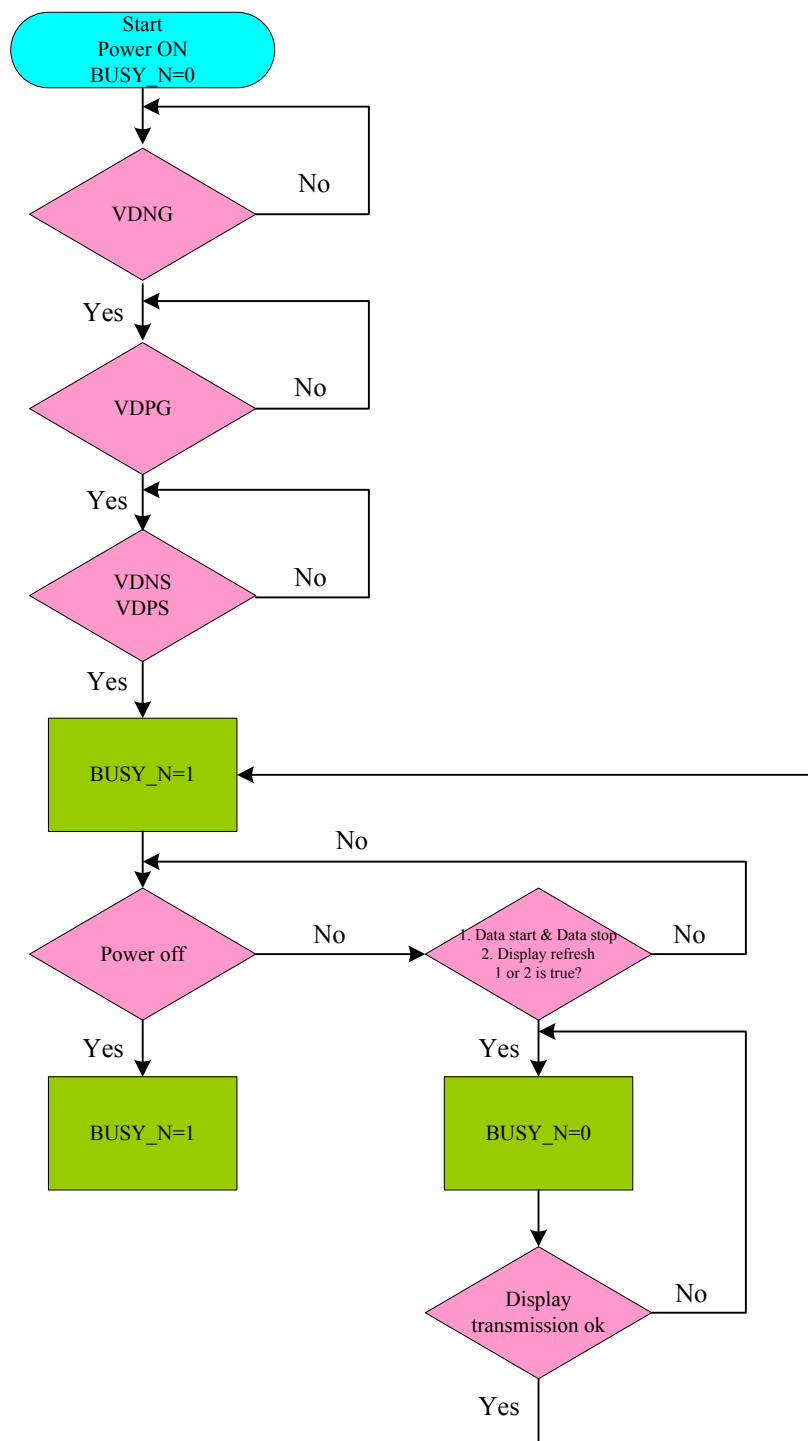 Start
Power ON
BUSY_N=0
VDNG
No
Yes
VDPG
No
Yes
VDNS
VDPS
No
Yes
BUSY_N=1
No
Power off
No
1. Data start & Data stop
2. Display refresh
1 or 2 is true?
No
Yes
Yes
BUSY_N=1
BUSY_N=0
Display
transmission ok
No
Yes